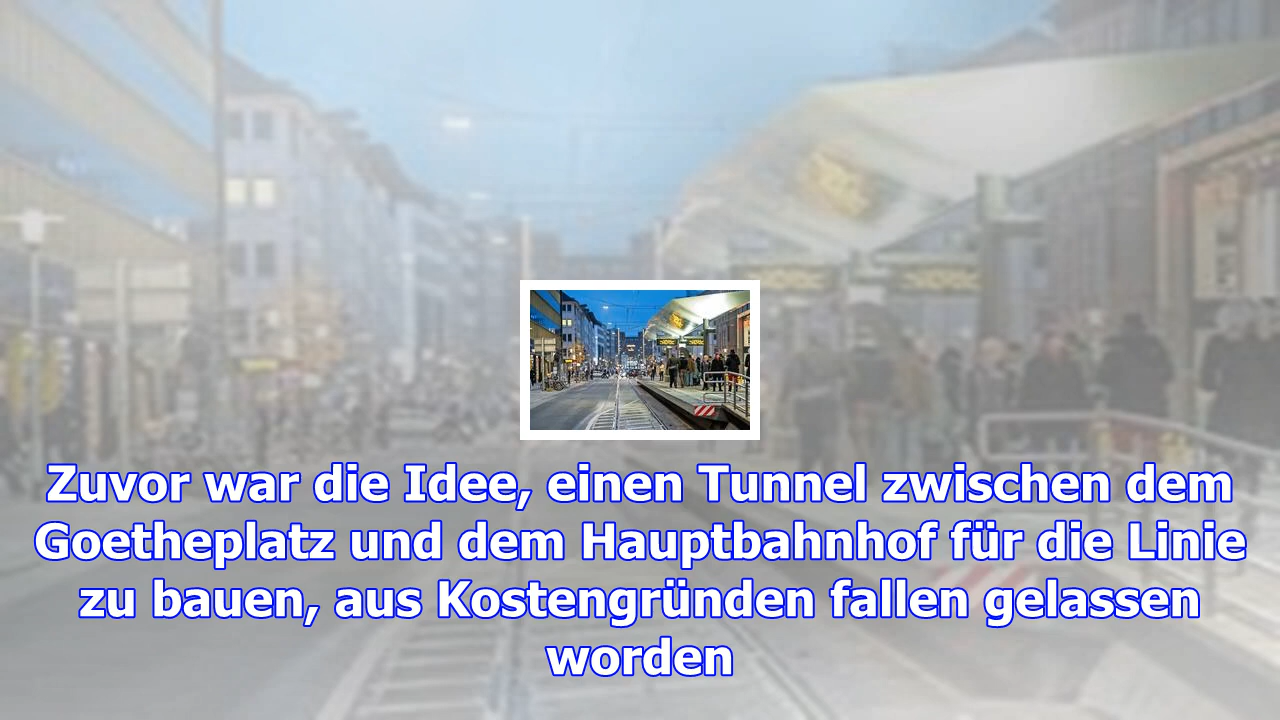 Zuvor war die Idee, einen Tunnel zwischen dem
Goetheplatz und dem Hauptbahnhof für die Linie
zu bauen, aus Kostengründen fallen gelassen
worden